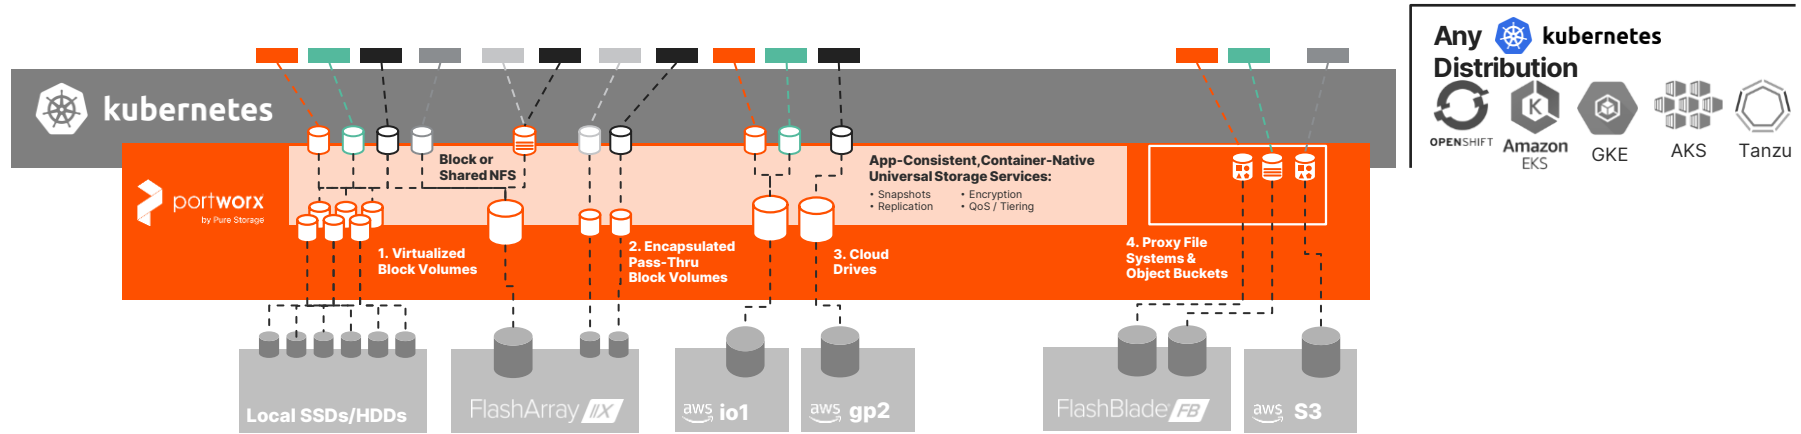 Any kubernetes
Distribution
OPENSHIFT
Amazon
EKS
GKE
AKS
Tanzu
kubernetes
Block or
Shared NFS
App-Consistent, Container-Native
Universal Storage Services:
• Snapshots
• Replication
• Encryption
• QoS / Tiering
portworx
by Pure Storage
1. Virtualized
Block Volumes
2. Encapsulated
Pass-Thru
Block Volumes
3. Cloud
Drives
4. Proxy File
Systems &
Object Buckets
Local SSDs/HDDs
FlashArray //X
aws io1
aws gp2
FlashBlade FB
aws S3